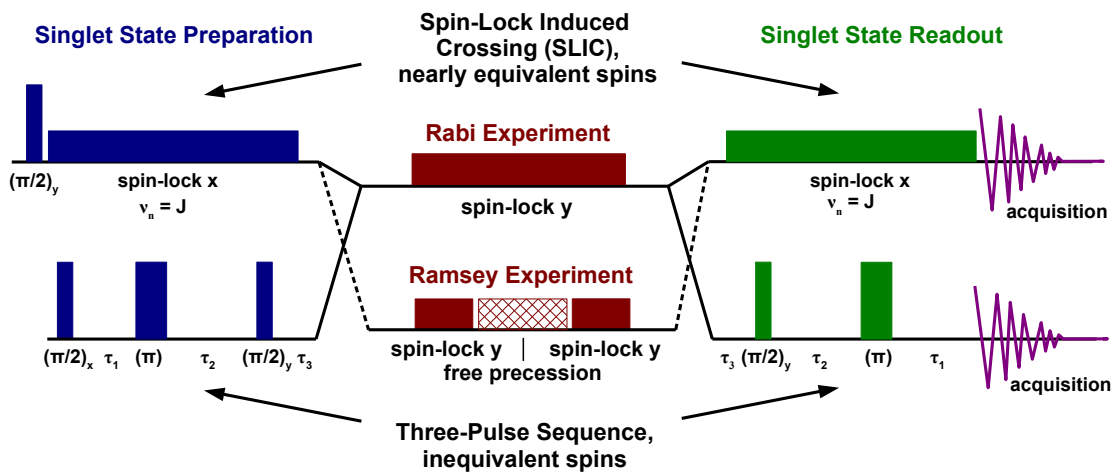 Singlet State Preparation
Spin-Lock Induced
Crossing (SLIC),
nearly equivalent spins
Singlet State Readout
(π/2)y
spin-lock x
νn = J
Rabi Experiment
spin-lock y
spin-lock x
νn = J
acquisition
Ramsey Experiment
spin-lock y | spin-lock y
free precession
(π/2)x τ1 (π) τ2 (π/2)y τ3
τ3 (π/2)y τ2 (π) τ1
acquisition
Three-Pulse Sequence,
inequivalent spins